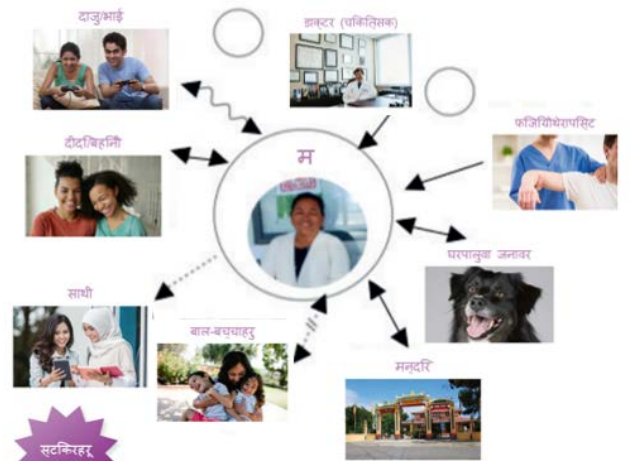 दाजु/भाई
डाक्टर (चिकित्सक)
फिजियोथेरापिस्ट
दीदी/बहिनी
म
घरपालुवा जनावर
साथी
बाल-बच्चाहरु
मन्दिर
स्टिकरहरू